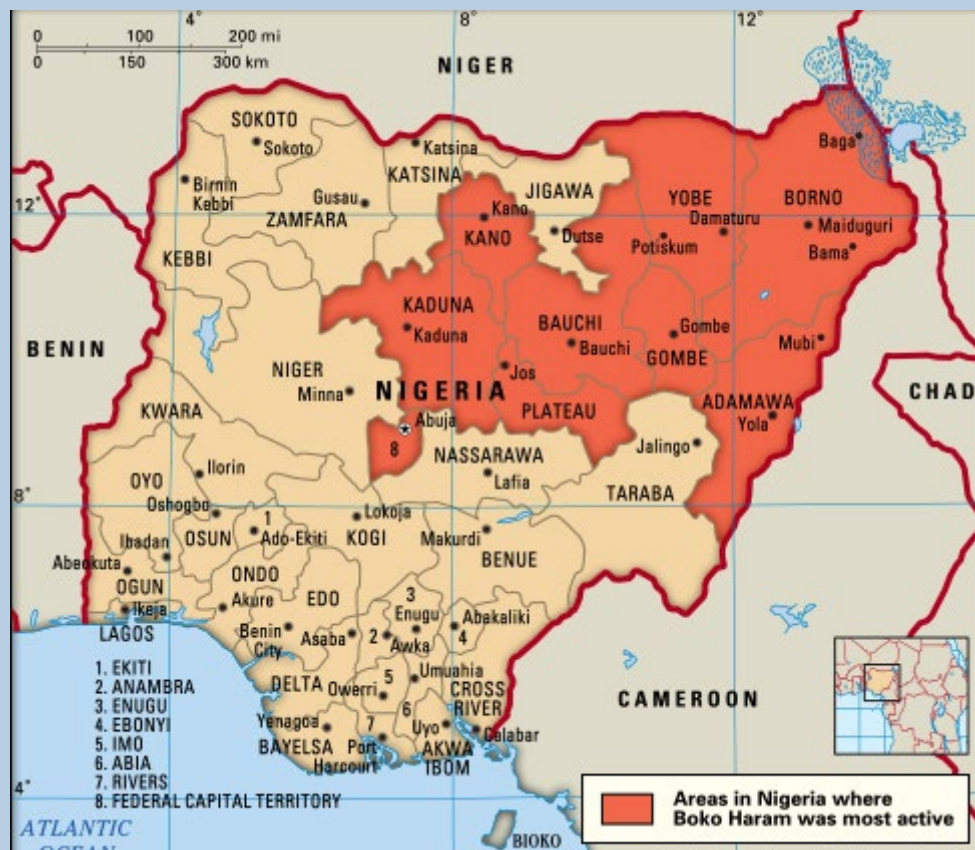 4°
8°
12°
0 100 200 mi
0 150 300 km
NIGER
SOKOTO
Sokoto
Katsina
KATSINA
Birnin
Kebbi
Gusau
ZAMFARA
JIGAWA
Baga
12°
KEBBI
Kano
KANO
Dutse
YOBE
Damaturu
Potiskum
BORNO
Maiduguri
Bama
KADUNA
Kaduna
BAUCHI
Bauchi
Gombe
GOMBE
Mubi
BENIN
NIGER
Minna
NIGERIA
Jos
PLATEAU
ADAMAWA
Yola
CHAD
KWARA
Abuja
8
NASSARAWA
Lafia
Jalingo
TARABA
OYO
Ilorin
8°
Oshogbo
OSUN
1
Ado-Ekiti
Lokoja
KOGI
Makurdi
BENUE
Ibadan
Abeokuta
OGUN
Ikeja
LAGOS
ONDO
Akure
EDO
Benin
City
Asaba
2
3
Enugu
Awka
Abakaliki
4
DELTA
Owerri
5
Umuahia
6
CROSS
RIVER
Yenagoa
BAYELSA
7
Port
Harcourt
Uyo
AKWA
IBOM
Calabar
CAMEROON
1. EKITI
2. ANAMBRA
3. ENUGU
4. EBONYI
5. IMO
6. ABIA
7. RIVERS
8. FEDERAL CAPITAL TERRITORY
4°
ATLANTIC
OCEAN
BIOKO
Areas in Nigeria where
Boko Haram was most active